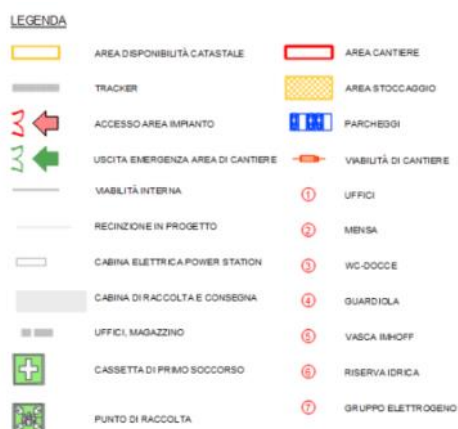 LEGENDA
AREA DISPONIBILITÀ CATASTALE
TRACKER
ACCESSO AREA IMPIANTO
USCITA EMERGENZA AREA DI CANTIERE
VIABILITÀ INTERNA
RECINZIONE IN PROGETTO
CABINA ELETTRICA POWER STATION
CABINA DI RACCOLTA E CONSEGNA
UFFICI, MAGAZZINO
CASSETTA DI PRIMO SOCCORSO
PUNTO DI RACCOLTA
AREA CANTIERE
AREA STOCCAGGIO
PARCHEGGI
VIABILITÀ DI CANTIERE
1 UFFICI
2 MENSA
3 WC-DOCCE
4 GUARDIOLA
5 VASCA IMHOFF
6 RISERVA IDRICA
7 GRUPPO ELETTROGENO